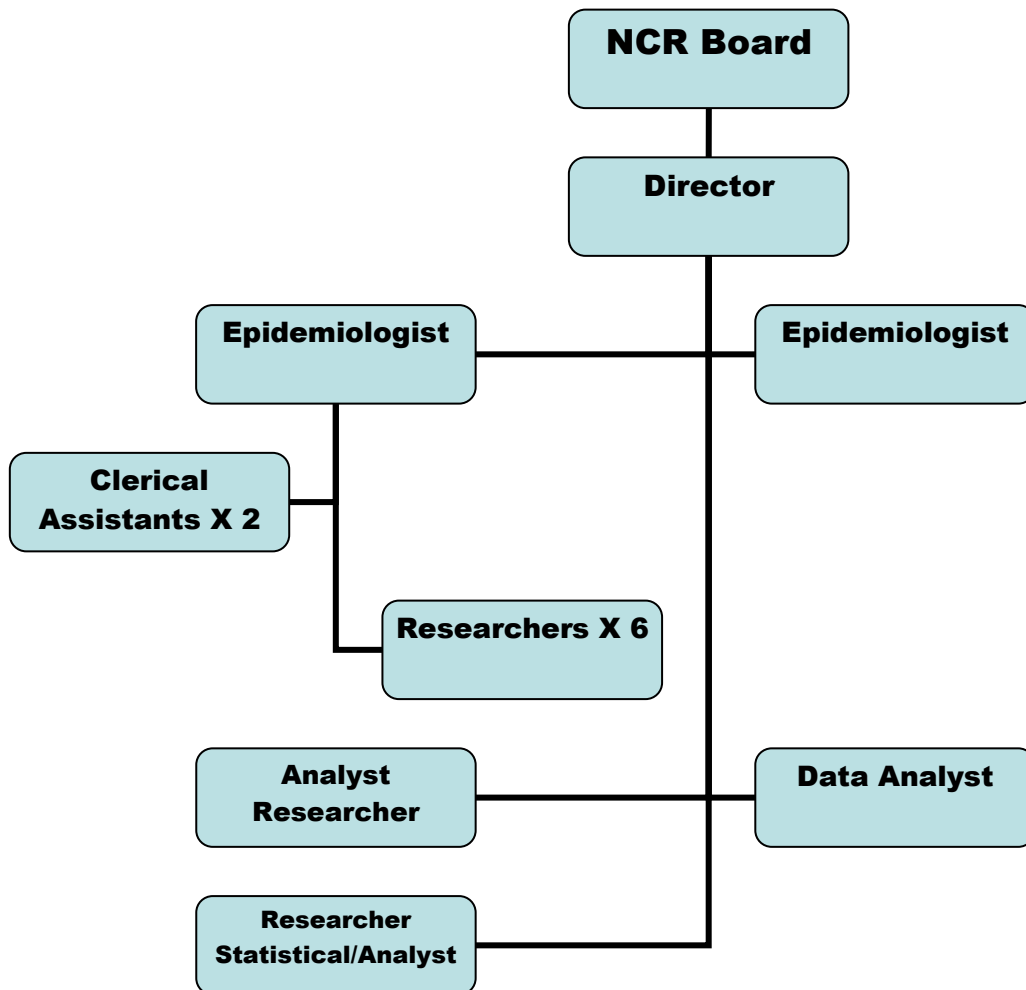 NCR Board
Director
Epidemiologist
Epidemiologist
Clerical
Assistants X 2
Researchers X 6
Analyst
Researcher
Data Analyst
Researcher
Statistical/Analyst